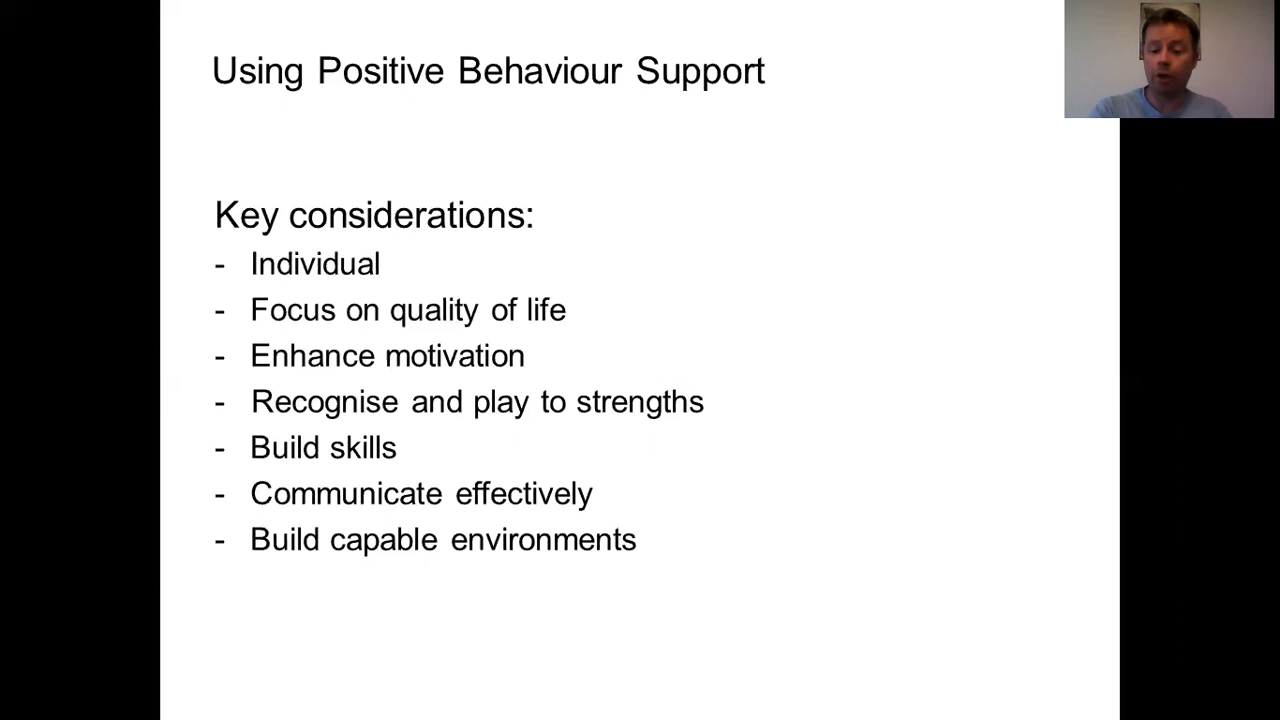 Using Positive Behaviour Support
Key considerations:
- Individual
- Focus on quality of life
- Enhance motivation
- Recognise and play to strengths
- Build skills
- Communicate effectively
- Build capable environments